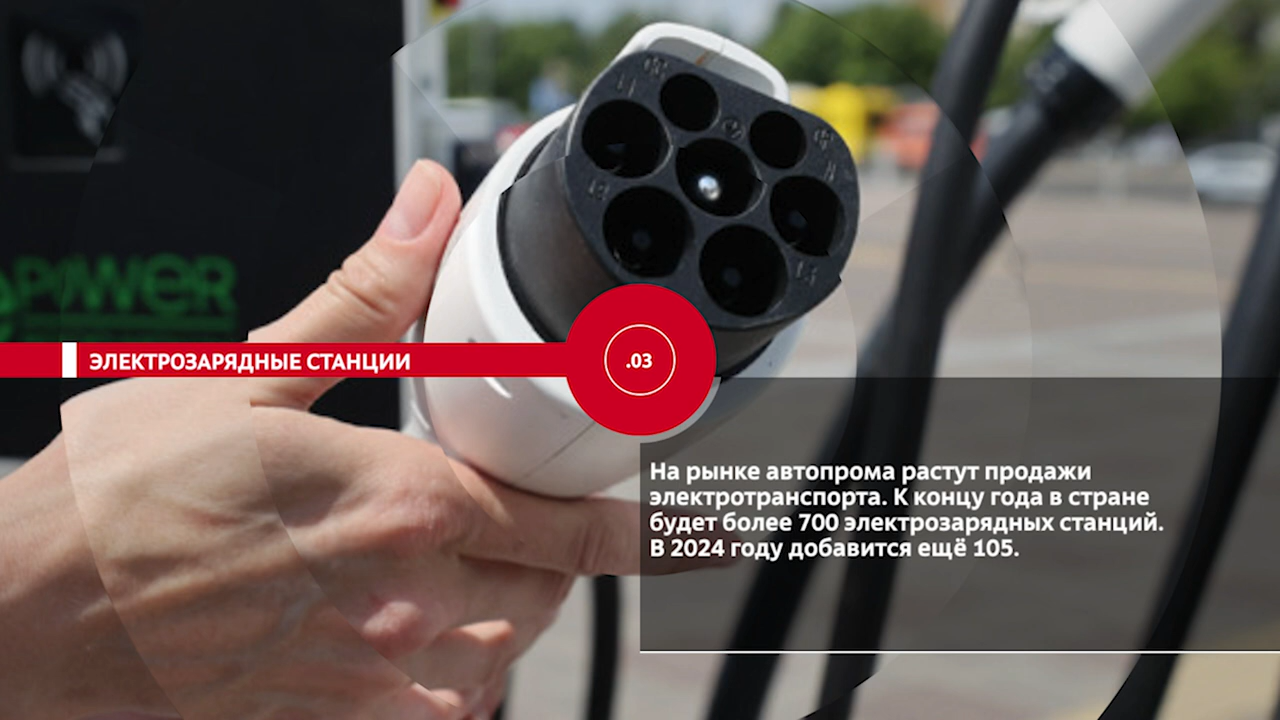 POWER
ЭЛЕКТРОЗАРЯДНЫЕ СТАНЦИИ
.03
На рынке автопрома растут продажи
электротранспорта. К концу года в стране
будет более 700 электрозарядных станций.
В 2024 году добавится ещё 105.